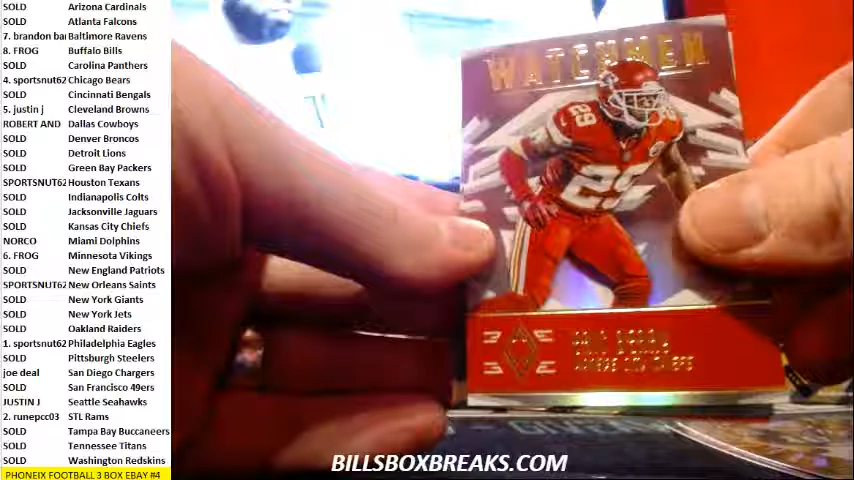 SOLD Arizona Cardinals
SOLD Atlanta Falcons
7. brandon bar Baltimore Ravens
8. FROG Buffalo Bills
SOLD Carolina Panthers
4. sportsnut62 Chicago Bears
SOLD Cincinnati Bengals
5. justin j Cleveland Browns
ROBERT AND Dallas Cowboys
SOLD Denver Broncos
SOLD Detroit Lions
SOLD Green Bay Packers
SPORTSNUT62 Houston Texans
SOLD Indianapolis Colts
SOLD Jacksonville Jaguars
SOLD Kansas City Chiefs
NORCO Miami Dolphins
6. FROG Minnesota Vikings
SOLD New England Patriots
SPORTSNUT62 New Orleans Saints
SOLD New York Giants
SOLD New York Jets
SOLD Oakland Raiders
1. sportsnut62 Philadelphia Eagles
SOLD Pittsburgh Steelers
joe deal San Diego Chargers
SOLD San Francisco 49ers
JUSTIN J Seattle Seahawks
2. runepcc03 STL Rams
SOLD Tampa Bay Buccaneers
SOLD Tennessee Titans
SOLD Washington Redskins
PHONEIX FOOTBALL 3 BOX EBAY #4
WATCHMEN
29
29
KANSAS CITY CHIEFS
BILLSBOXBREAKS.COM